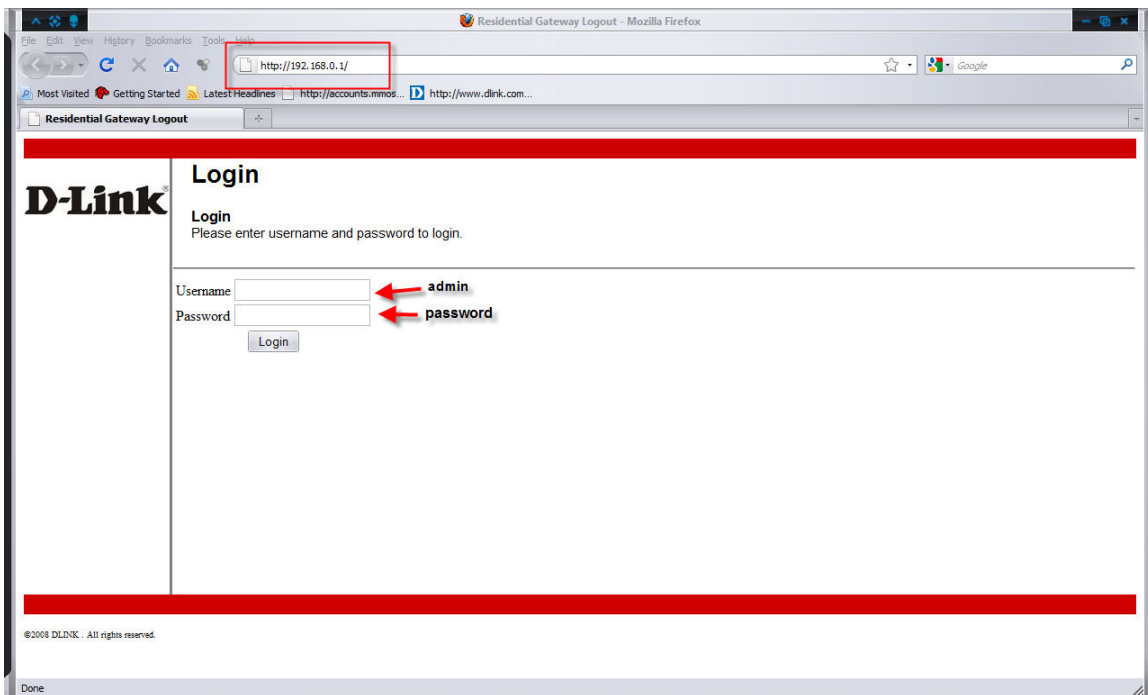 Residential Gateway Logout - Mozilla Firefox
File Edit View History Bookmarks Tools Help
http://192.168.0.1/
Google
Most Visited Getting Started Latest Headlines http://accounts.mmos... http://www.dlink.com...
Residential Gateway Logout
D-Link®
Login
Login
Please enter username and password to login.
Username admin
Password password
Login
©2008 DLINK . All rights reserved.
Done